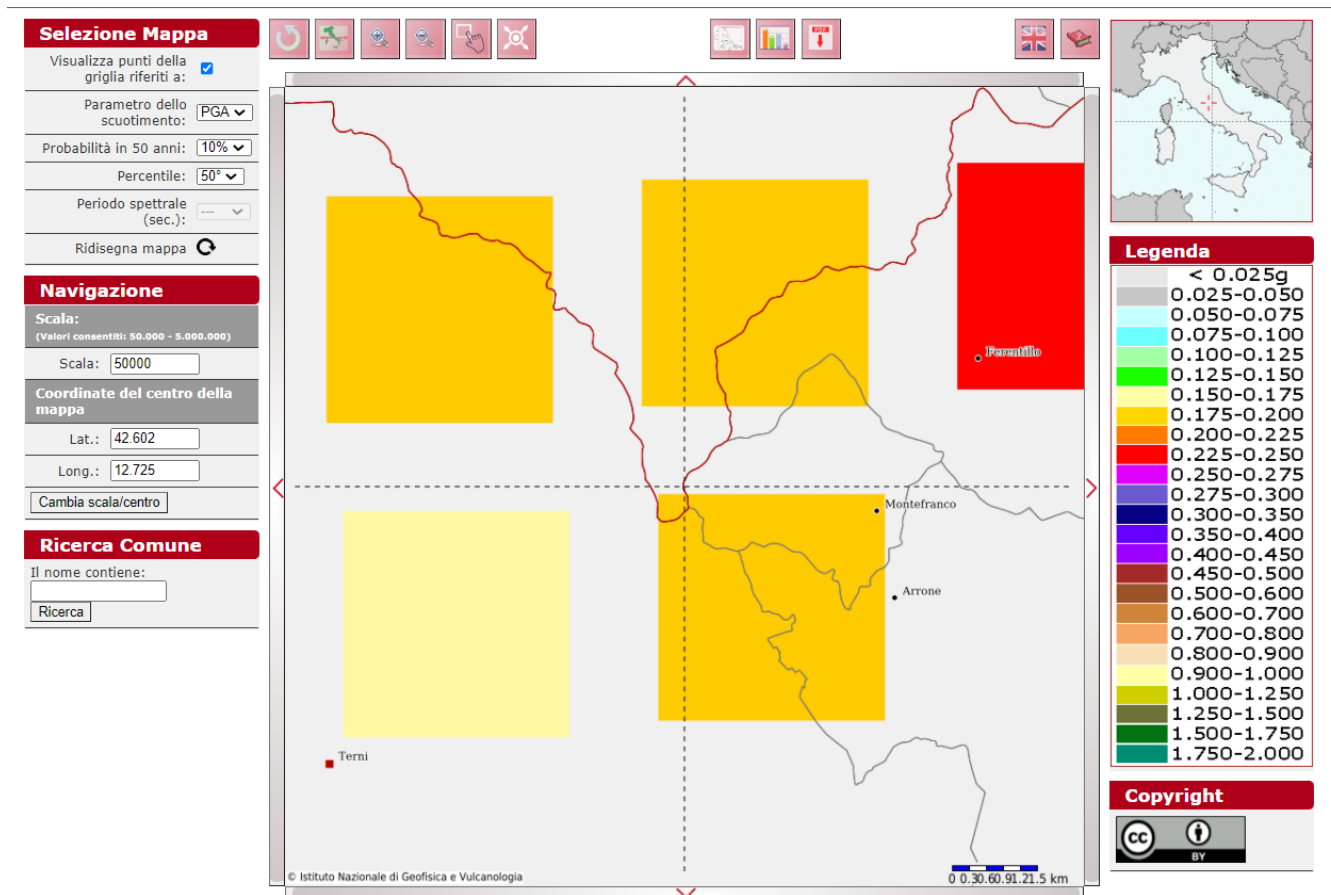 Selezione Mappa
Visualizza punti della
griglia riferiti a:
Parametro dello
scuotimento:
PGA
Probabilità in 50 anni:
10%
Percentile:
50°
Periodo spettrale
(sec.):
---
Ridisegna mappa
Navigazione
Scala:
(Valori consentiti: 50.000 - 5.000.000)
Scala:
50000
Coordinate del centro della
mappa
Lat.:
42.602
Long.:
12.725
Cambia scala/centro
Ricerca Comune
Il nome contiene:
Ricerca
PDF
Ferentillo
Montefranco
Arrone
Terni
© Istituto Nazionale di Geofisica e Vulcanologia
0 0.30.60.91.21.5 km
Legenda
< 0.025g
0.025-0.050
0.050-0.075
0.075-0.100
0.100-0.125
0.125-0.150
0.150-0.175
0.175-0.200
0.200-0.225
0.225-0.250
0.250-0.275
0.275-0.300
0.300-0.350
0.350-0.400
0.400-0.450
0.450-0.500
0.500-0.600
0.600-0.700
0.700-0.800
0.800-0.900
0.900-1.000
1.000-1.250
1.250-1.500
1.500-1.750
1.750-2.000
Copyright
cc
BY